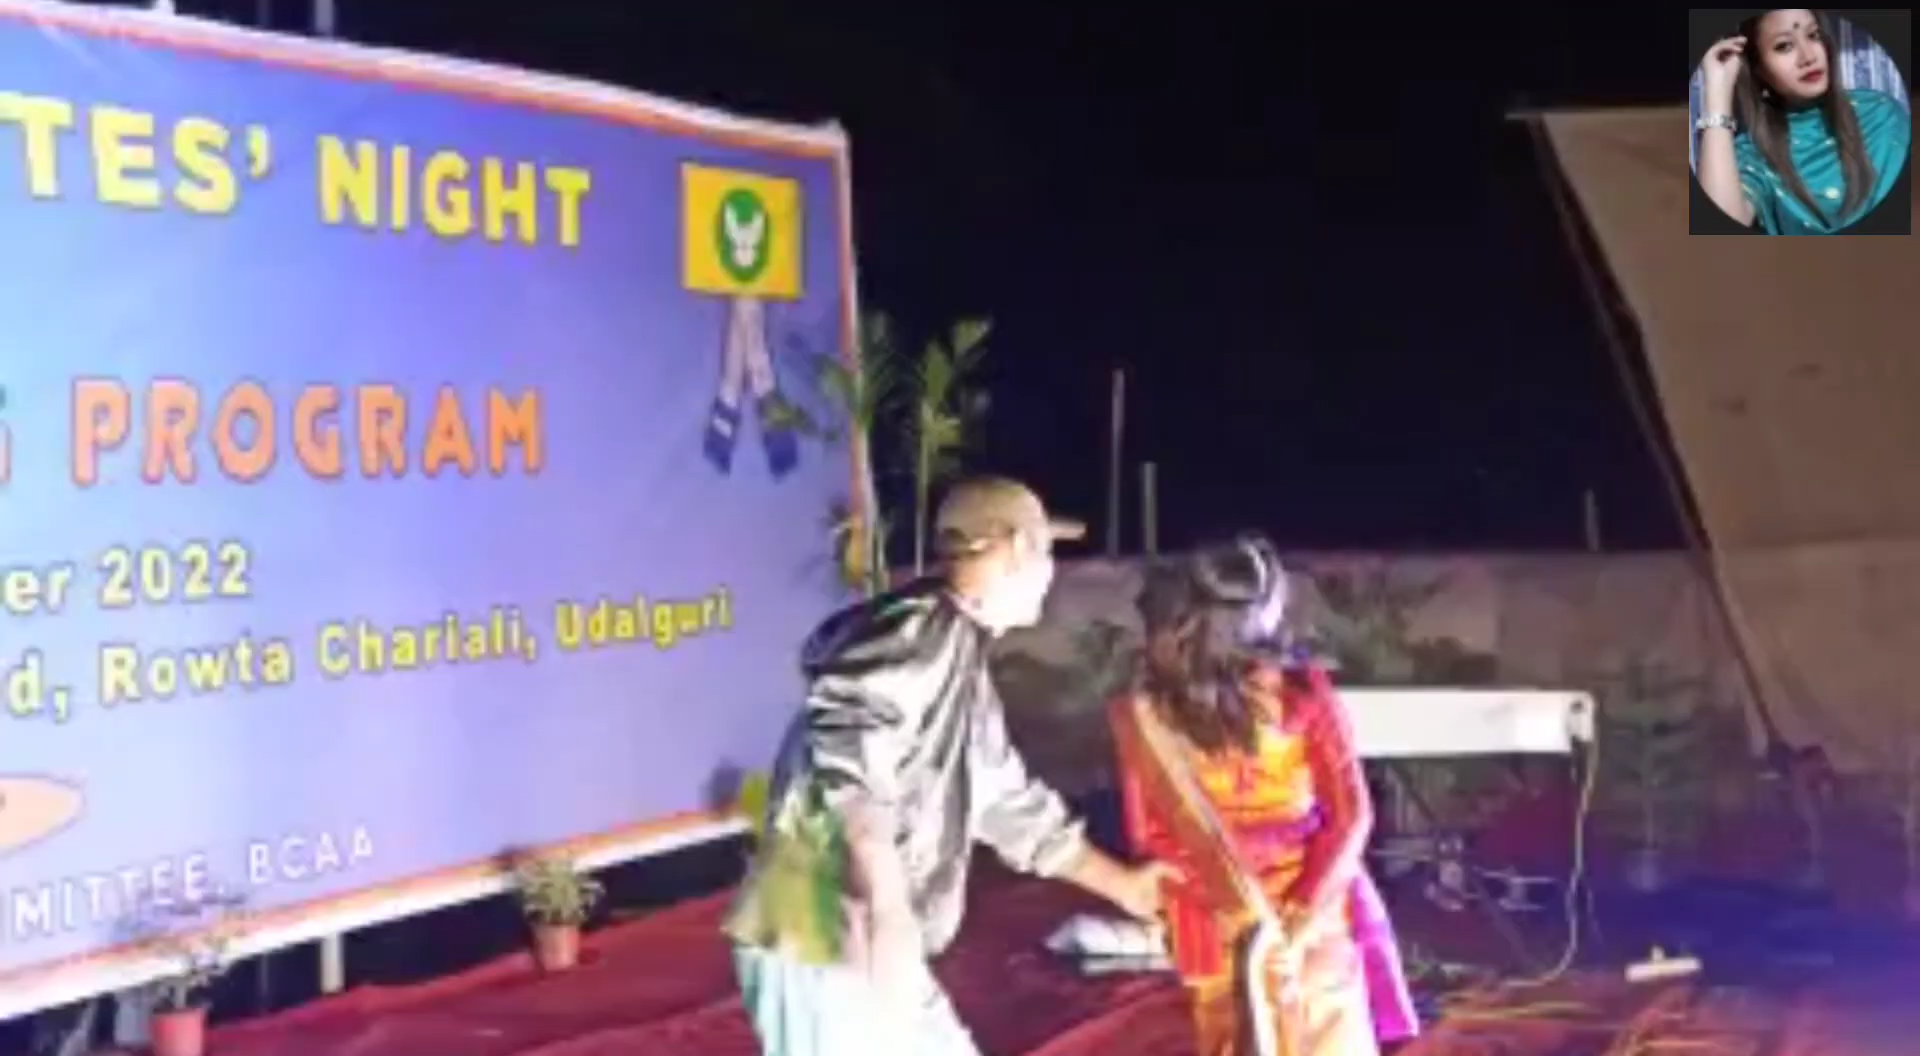 TES' NIGHT
PROGRAM
er 2022
d, Rowta Chariali, Udalguri
MITTEE, BCAA